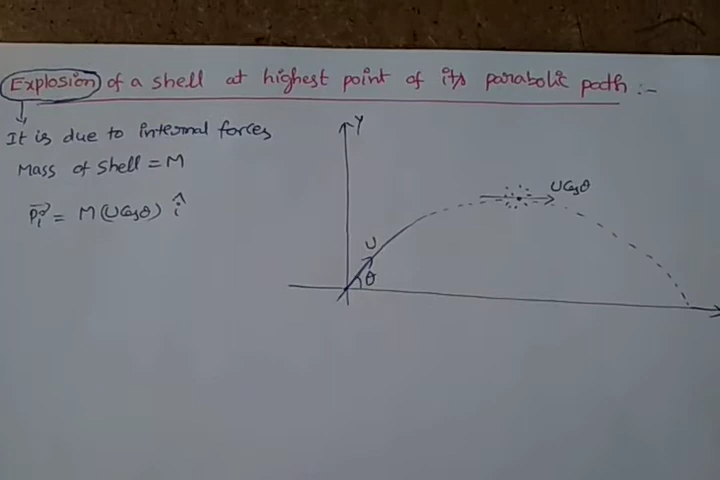 Explosion of a shell at highest point of its parabolic path :-
It is due to internal forces
Mass of shell = M
P⃗i = M(UCosθ) î
Y
UCosθ
U
θ